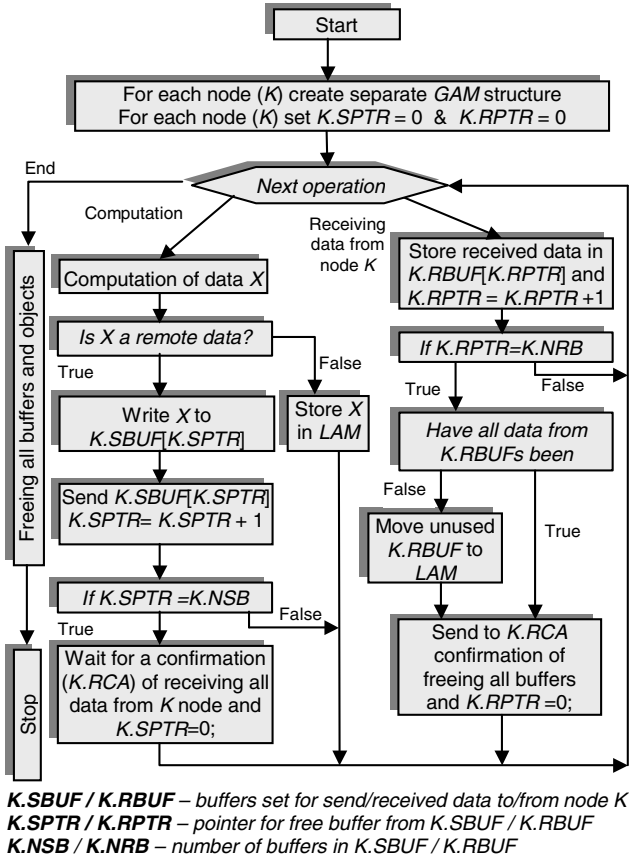 Start
For each node (K) create separate GAM structure
For each node (K) set K.SPTR = 0 & K.RPTR = 0
Next operation
End
Computation
Receiving
data from
node K
Freeing all buffers and objects
Stop
Computation of data X
Is X a remote data?
True
False
Write X to
K.SBUF[K.SPTR]
Store X
in LAM
Send K.SBUF[K.SPTR]
K.SPTR= K.SPTR + 1
If K.SPTR =K.NSB
True
False
Wait for a confirmation
(K.RCA) of receiving all
data from K node and
K.SPTR=0;
Store received data in
K.RBUF[K.RPTR] and
K.RPTR = K.RPTR +1
If K.RPTR=K.NRB
True
False
Have all data from
K.RBUFs been
False
True
Move unused
K.RBUF to
LAM
Send to K.RCA
confirmation of
freeing all buffers
and K.RPTR =0;
K.SBUF / K.RBUF – buffers set for send/received data to/from node K
K.SPTR / K.RPTR – pointer for free buffer from K.SBUF / K.RBUF
K.NSB / K.NRB – number of buffers in K.SBUF / K.RBUF